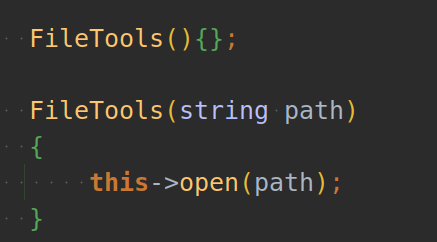 FileTools(){};
FileTools(string path)
{
this->open(path);
}